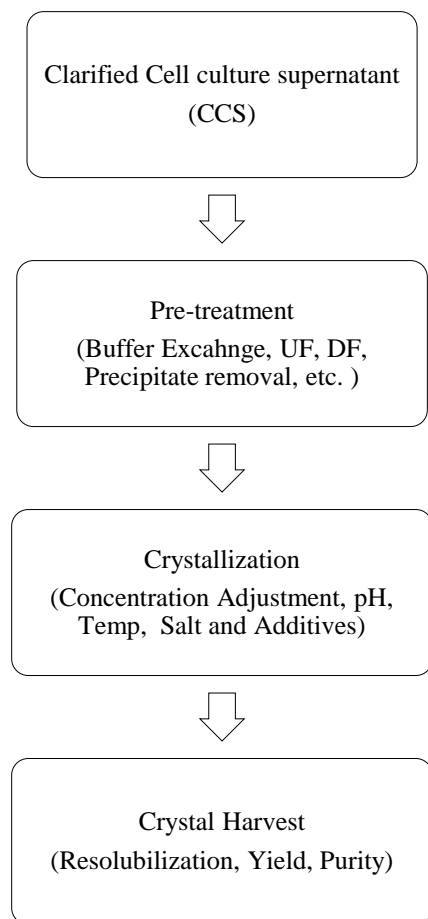 Clarified Cell culture supernatant
(CCS)
Pre-treatment
(Buffer Excahnge, UF, DF,
Precipitate removal, etc. )
Crystallization
(Concentration Adjustment, pH,
Temp,  Salt and Additives)
Crystal Harvest
(Resolubilization, Yield, Purity)